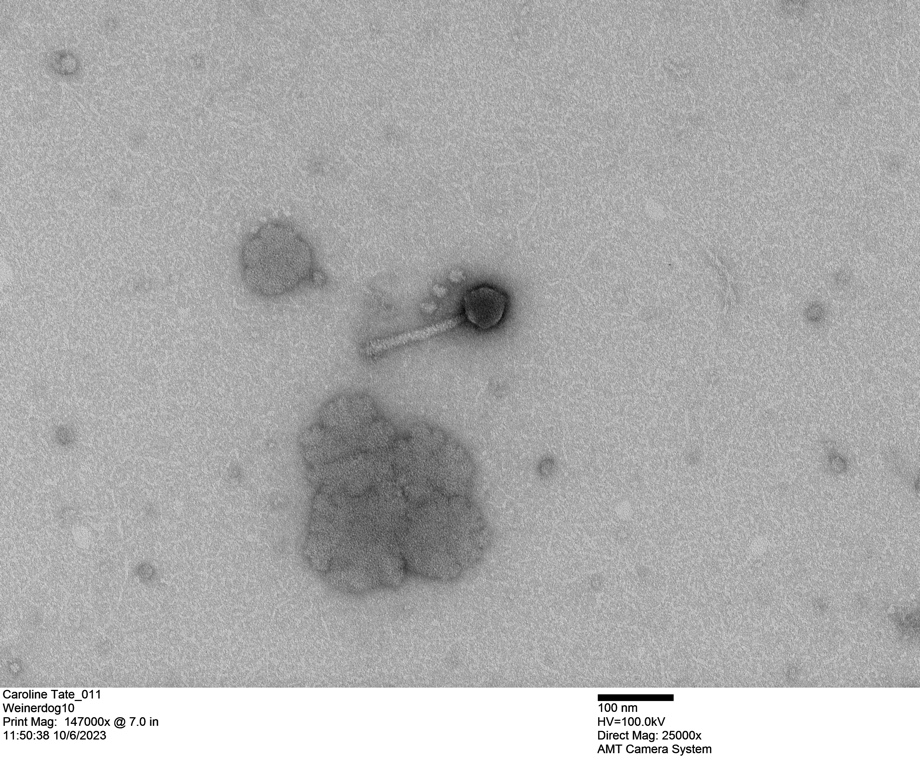 Caroline Tate_011
Weinerdog10
Print Mag:  147000x @ 7.0 in
11:50:38 10/6/2023
100 nm
HV=100.0kV
Direct Mag: 25000x
AMT Camera System